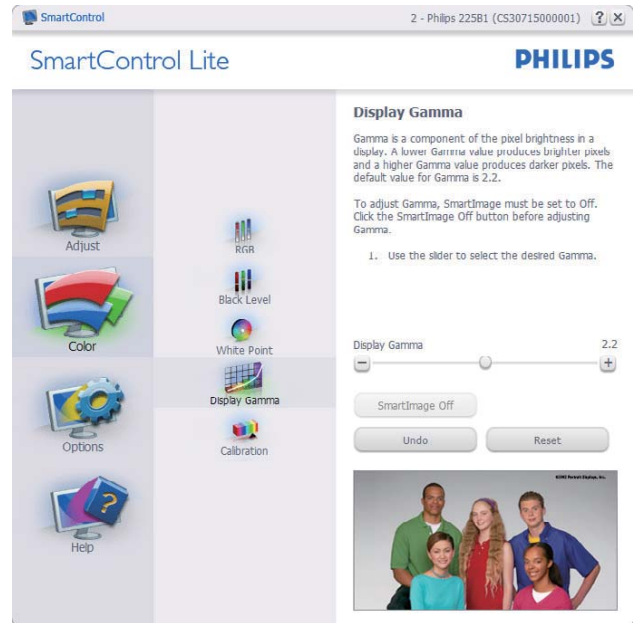 SmartControl
2 - Philips 225B1 (CS30715000001)
?
X
SmartControl Lite
PHILIPS
Adjust
Color
Options
?
Help
RGB
Black Level
White Point
Display Gamma
Calibration
Display Gamma
Gamma is a component of the pixel brightness in a
display. A lower Gamma value produces brighter pixels
and a higher Gamma value produces darker pixels. The
default value for Gamma is 2.2.
To adjust Gamma, SmartImage must be set to Off.
Click the SmartImage Off button before adjusting
Gamma.
1. Use the slider to select the desired Gamma.
Display Gamma 2.2
SmartImage Off
Undo
Reset